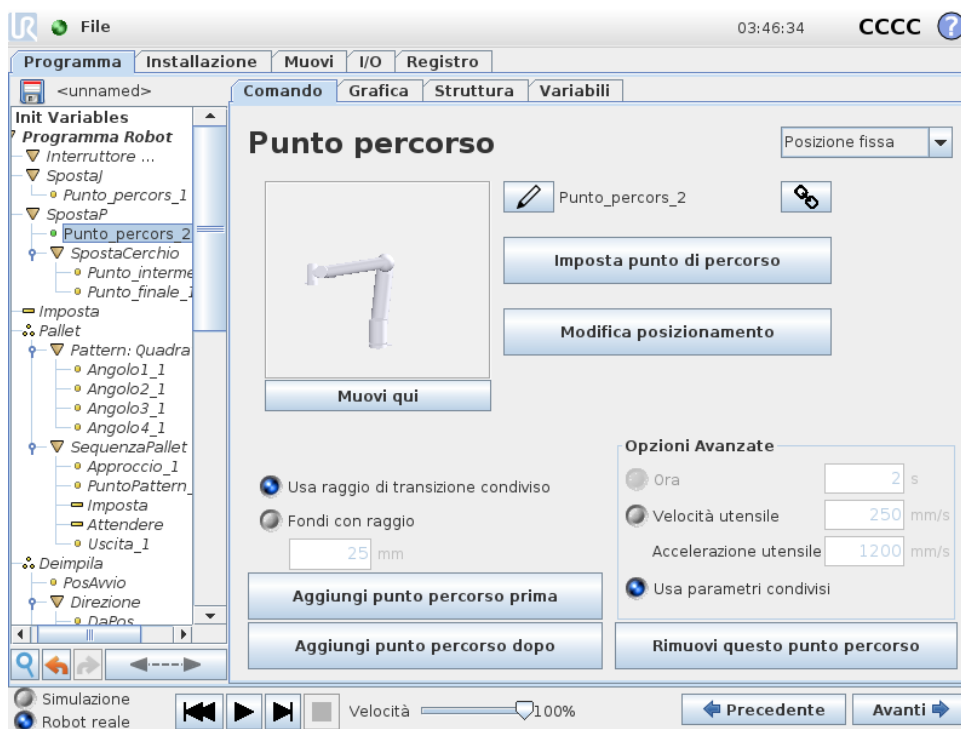 UR File 03:46:34 CCCC ?
Programma Installazione Muovi I/O Registro
<unnamed>
Comando Grafica Struttura Variabili
Init Variables
Programma Robot
Interruttore ...
SpostaJ
Punto_percors_1
SpostaP
Punto_percors_2
SpostaCerchio
Punto_interme
Punto_finale_1
Imposta
Pallet
Pattern: Quadra
Angolo1_1
Angolo2_1
Angolo3_1
Angolo4_1
SequenzaPallet
Approccio_1
PuntoPattern_
Imposta
Attendere
Uscita_1
Deimpila
PosAvvio
Direzione
DaPos
Punto percorso
Posizione fissa
Punto_percors_2
Imposta punto di percorso
Modifica posizionamento
Muovi qui
Usa raggio di transizione condiviso
Fondi con raggio
25 mm
Opzioni Avanzate
Ora 2 s
Velocità utensile 250 mm/s
Accelerazione utensile 1200 mm/s
Usa parametri condivisi
Aggiungi punto percorso prima
Aggiungi punto percorso dopo
Rimuovi questo punto percorso
Simulazione
Robot reale
Velocità 100%
Precedente
Avanti